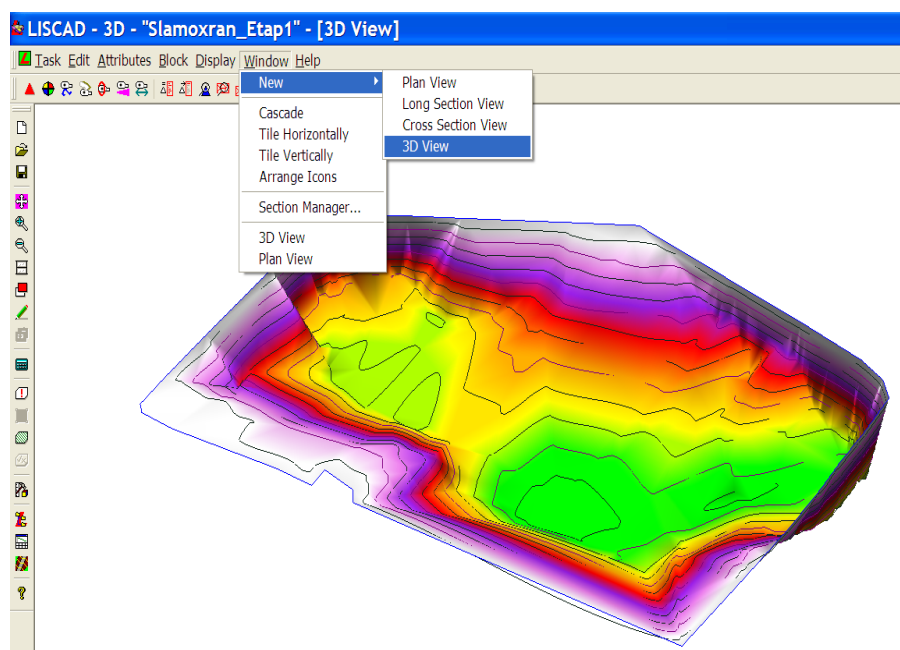 LISCAD - 3D - "Slamoxran_Etap1" - [3D View]
Task Edit Attributes Block Display Window Help
New
Cascade
Tile Horizontally
Tile Vertically
Arrange Icons
Section Manager...
3D View
Plan View
Plan View
Long Section View
Cross Section View
3D View